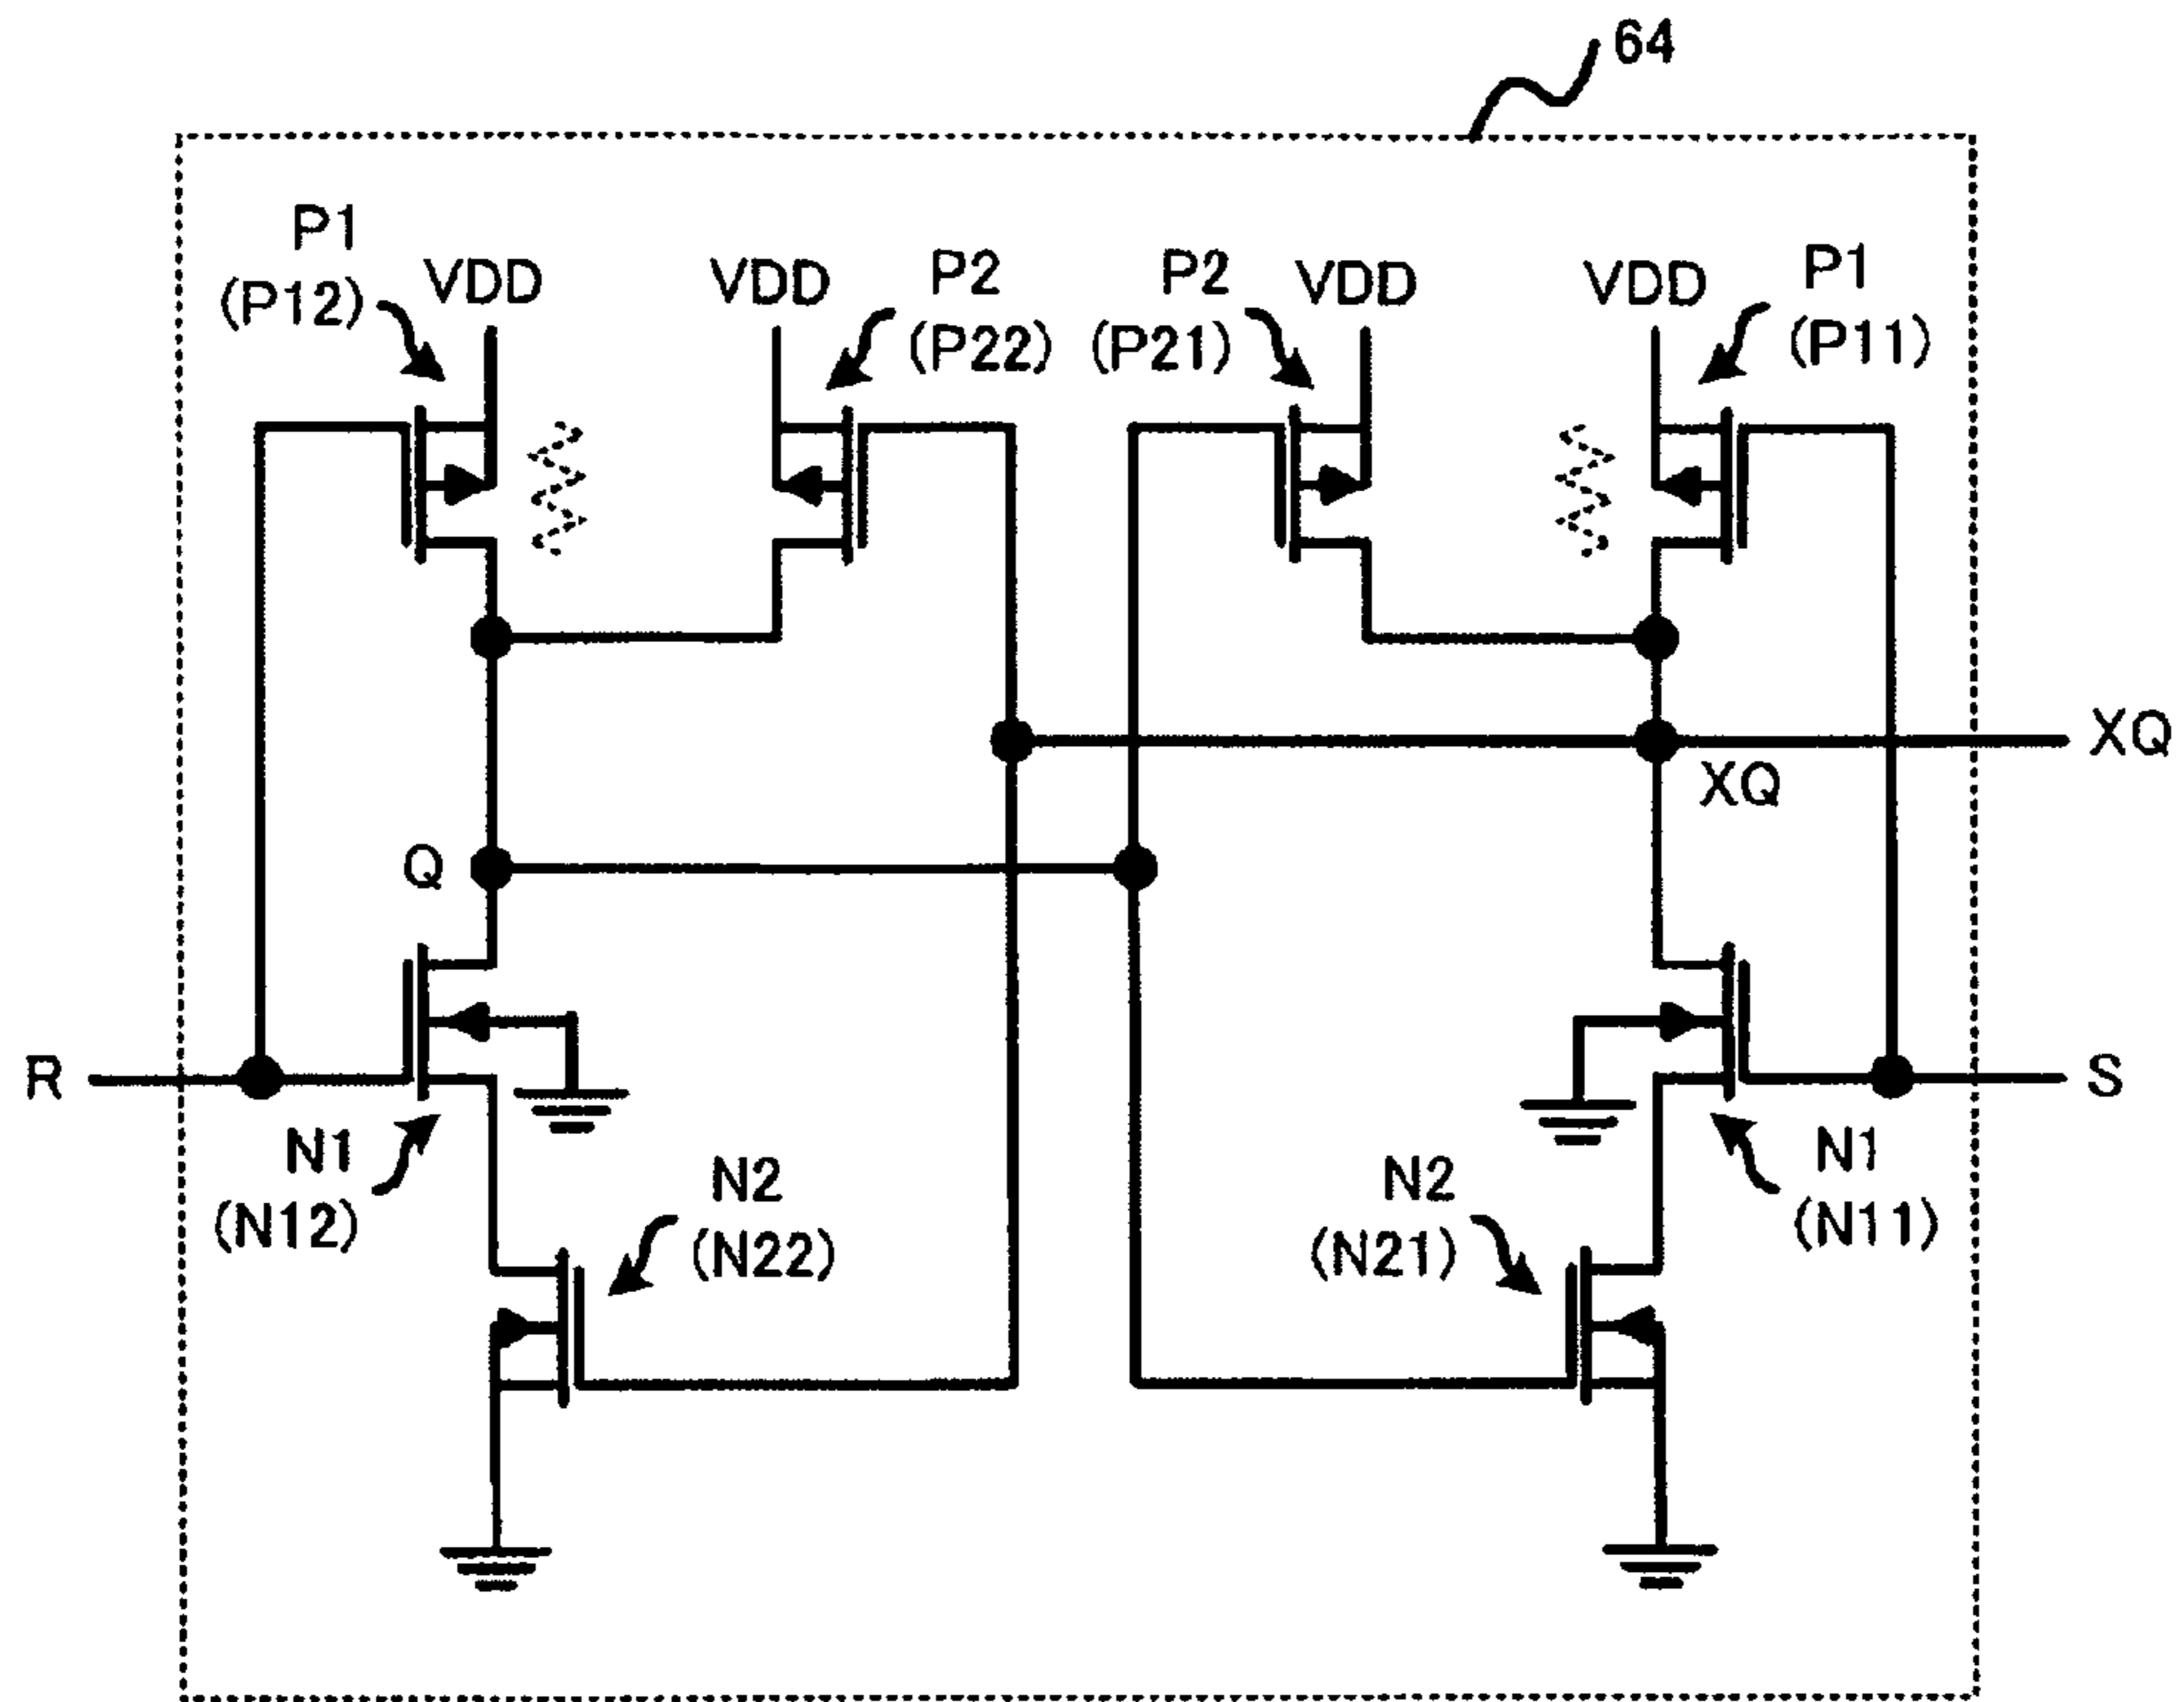 64
P1
(P12)
VDD
VDD
P2
(P22)
P2
(P21)
VDD
VDD
P1
(P11)
XQ
XQ
Q
R
S
N1
(N12)
N2
(N22)
N2
(N21)
N1
(N11)